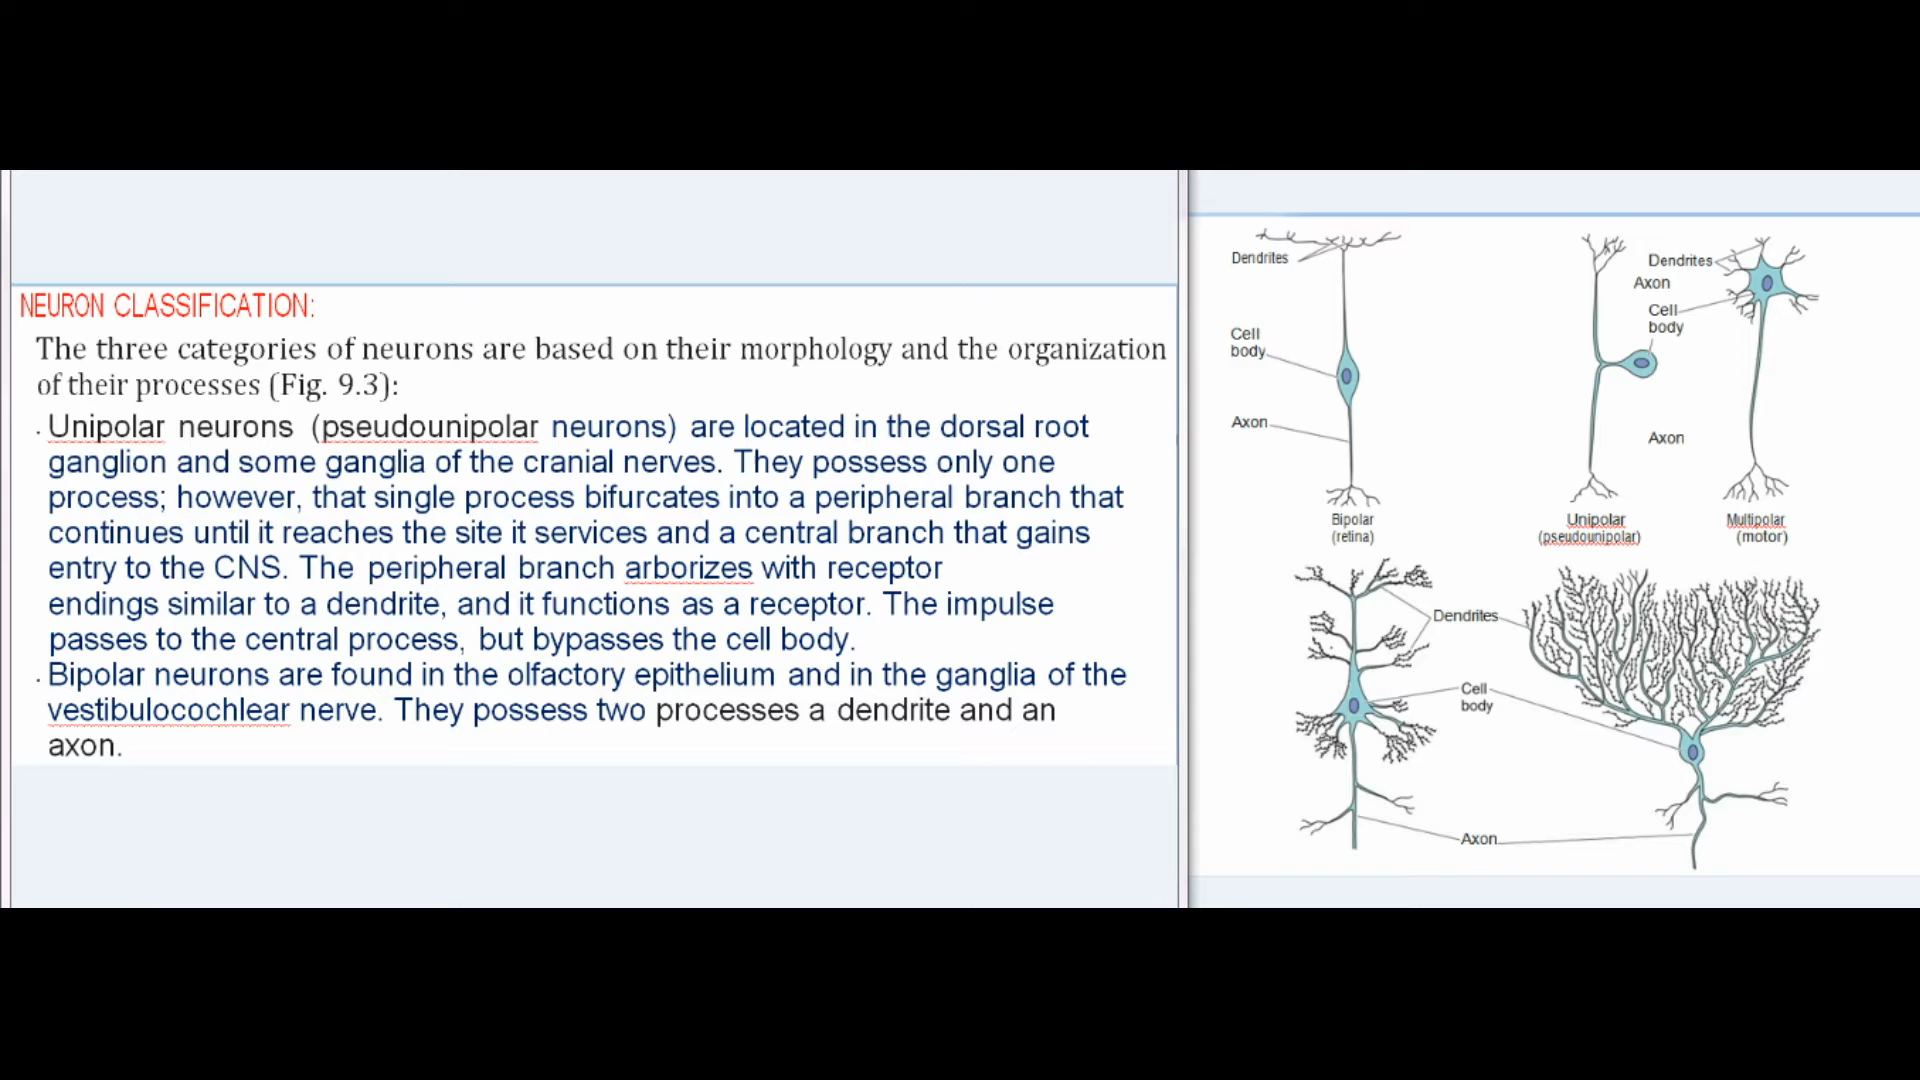 NEURON CLASSIFICATION:
The three categories of neurons are based on their morphology and the organization
of their processes (Fig. 9.3):
. Unipolar neurons (pseudounipolar neurons) are located in the dorsal root
ganglion and some ganglia of the cranial nerves. They possess only one
process; however, that single process bifurcates into a peripheral branch that
continues until it reaches the site it services and a central branch that gains
entry to the CNS. The peripheral branch arborizes with receptor
endings similar to a dendrite, and it functions as a receptor. The impulse
passes to the central process, but bypasses the cell body.
. Bipolar neurons are found in the olfactory epithelium and in the ganglia of the
vestibulocochlear nerve. They possess two processes a dendrite and an
axon.
Dendrites
Cell
body
Axon
Bipolar
(retina)
Dendrites
Axon
Cell
body
Axon
Unipolar
(pseudounipolar)
Multipolar
(motor)
Dendrites
Cell
body
Axon